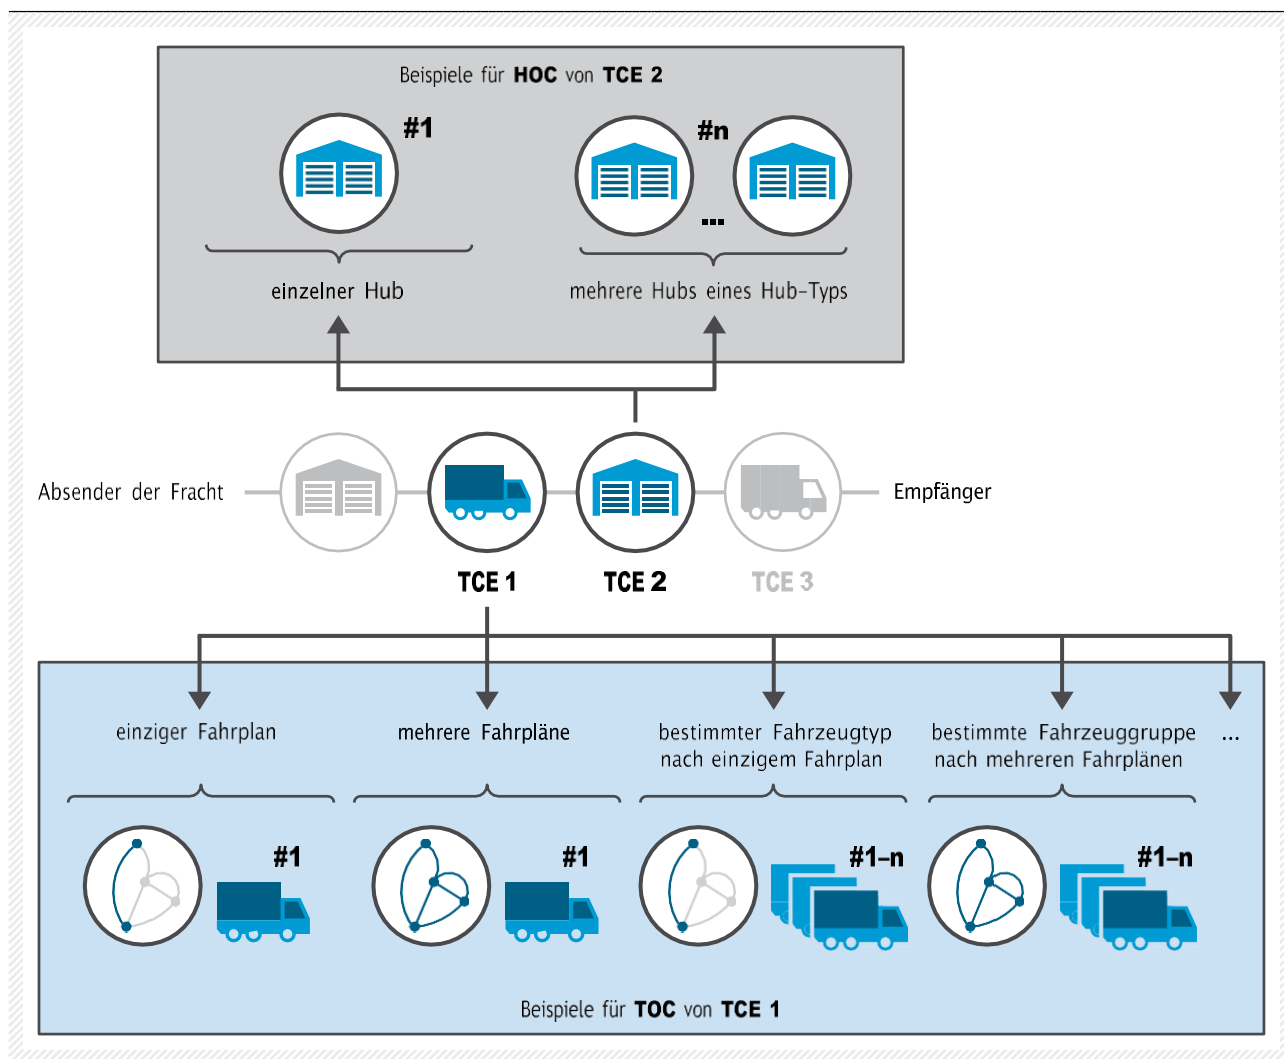 Beispiele für HOC von TCE 2
#1
#n
...
einzelner Hub
mehrere Hubs eines Hub-Typs
Absender der Fracht
Empfänger
TCE 1
TCE 2
TCE 3
einziger Fahrplan
mehrere Fahrpläne
bestimmter Fahrzeugtyp
nach einzigem Fahrplan
bestimmte Fahrzeuggruppe
nach mehreren Fahrplänen
...
#1
#1
#1–n
#1–n
Beispiele für TOC von TCE 1